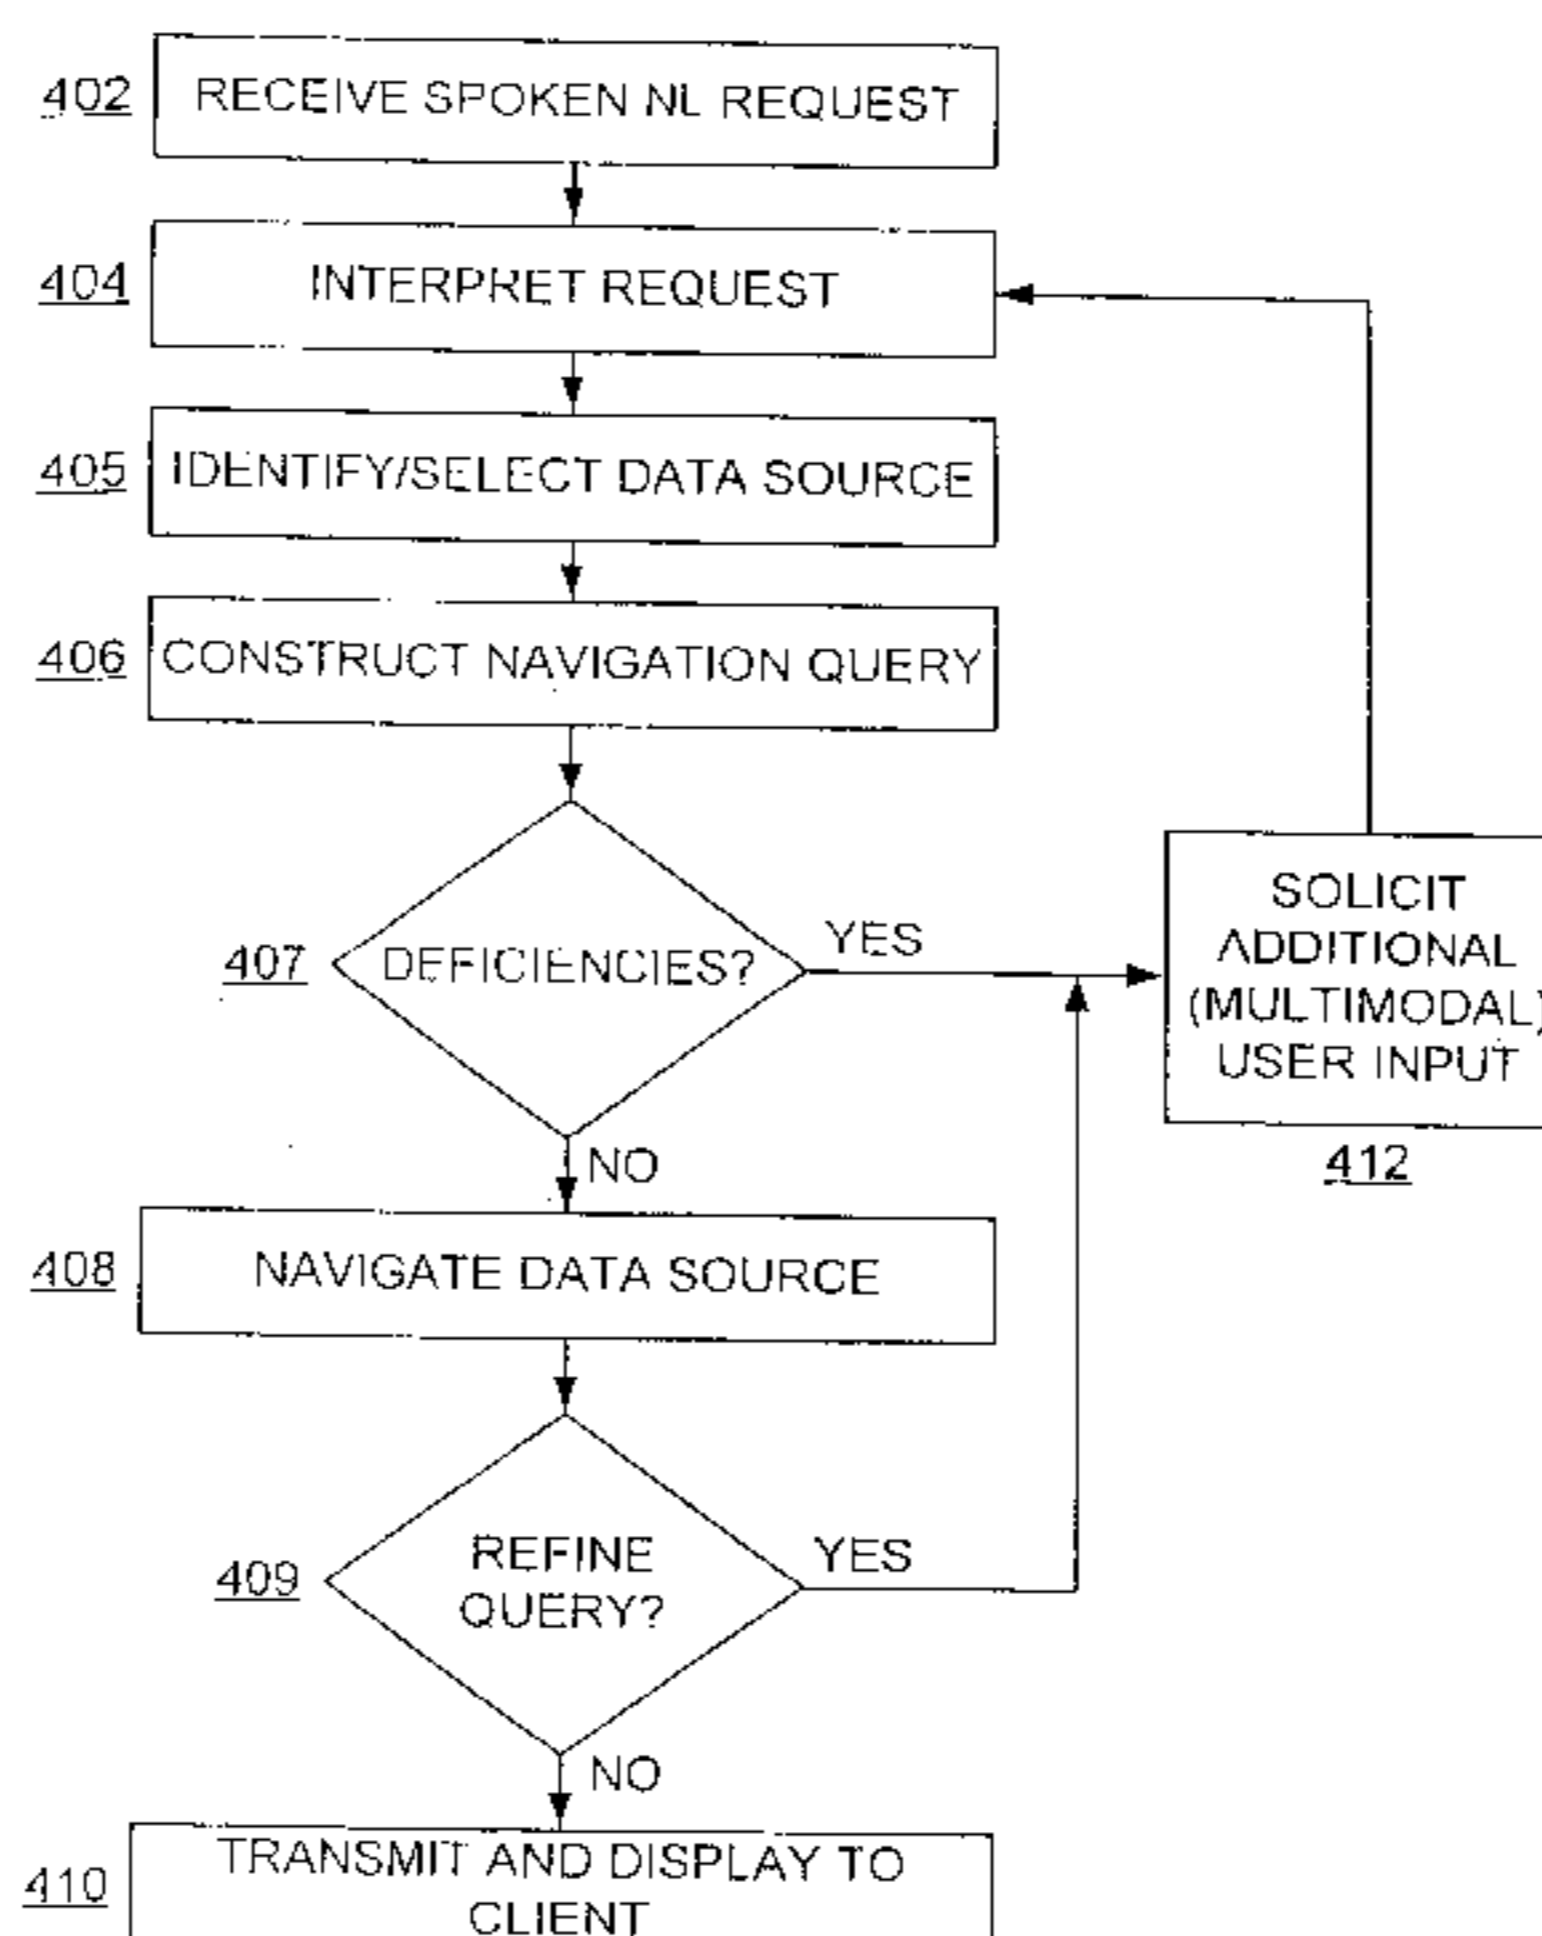 402 RECEIVE SPOKEN NL REQUEST
404 INTERPRET REQUEST
405 IDENTIFY/SELECT DATA SOURCE
406 CONSTRUCT NAVIGATION QUERY
407 DEFICIENCIES? YES
SOLICIT
ADDITIONAL
(MULTIMODAL)
USER INPUT
412
NO
408 NAVIGATE DATA SOURCE
409 REFINE
QUERY?
YES
NO
410 TRANSMIT AND DISPLAY TO
CLIENT